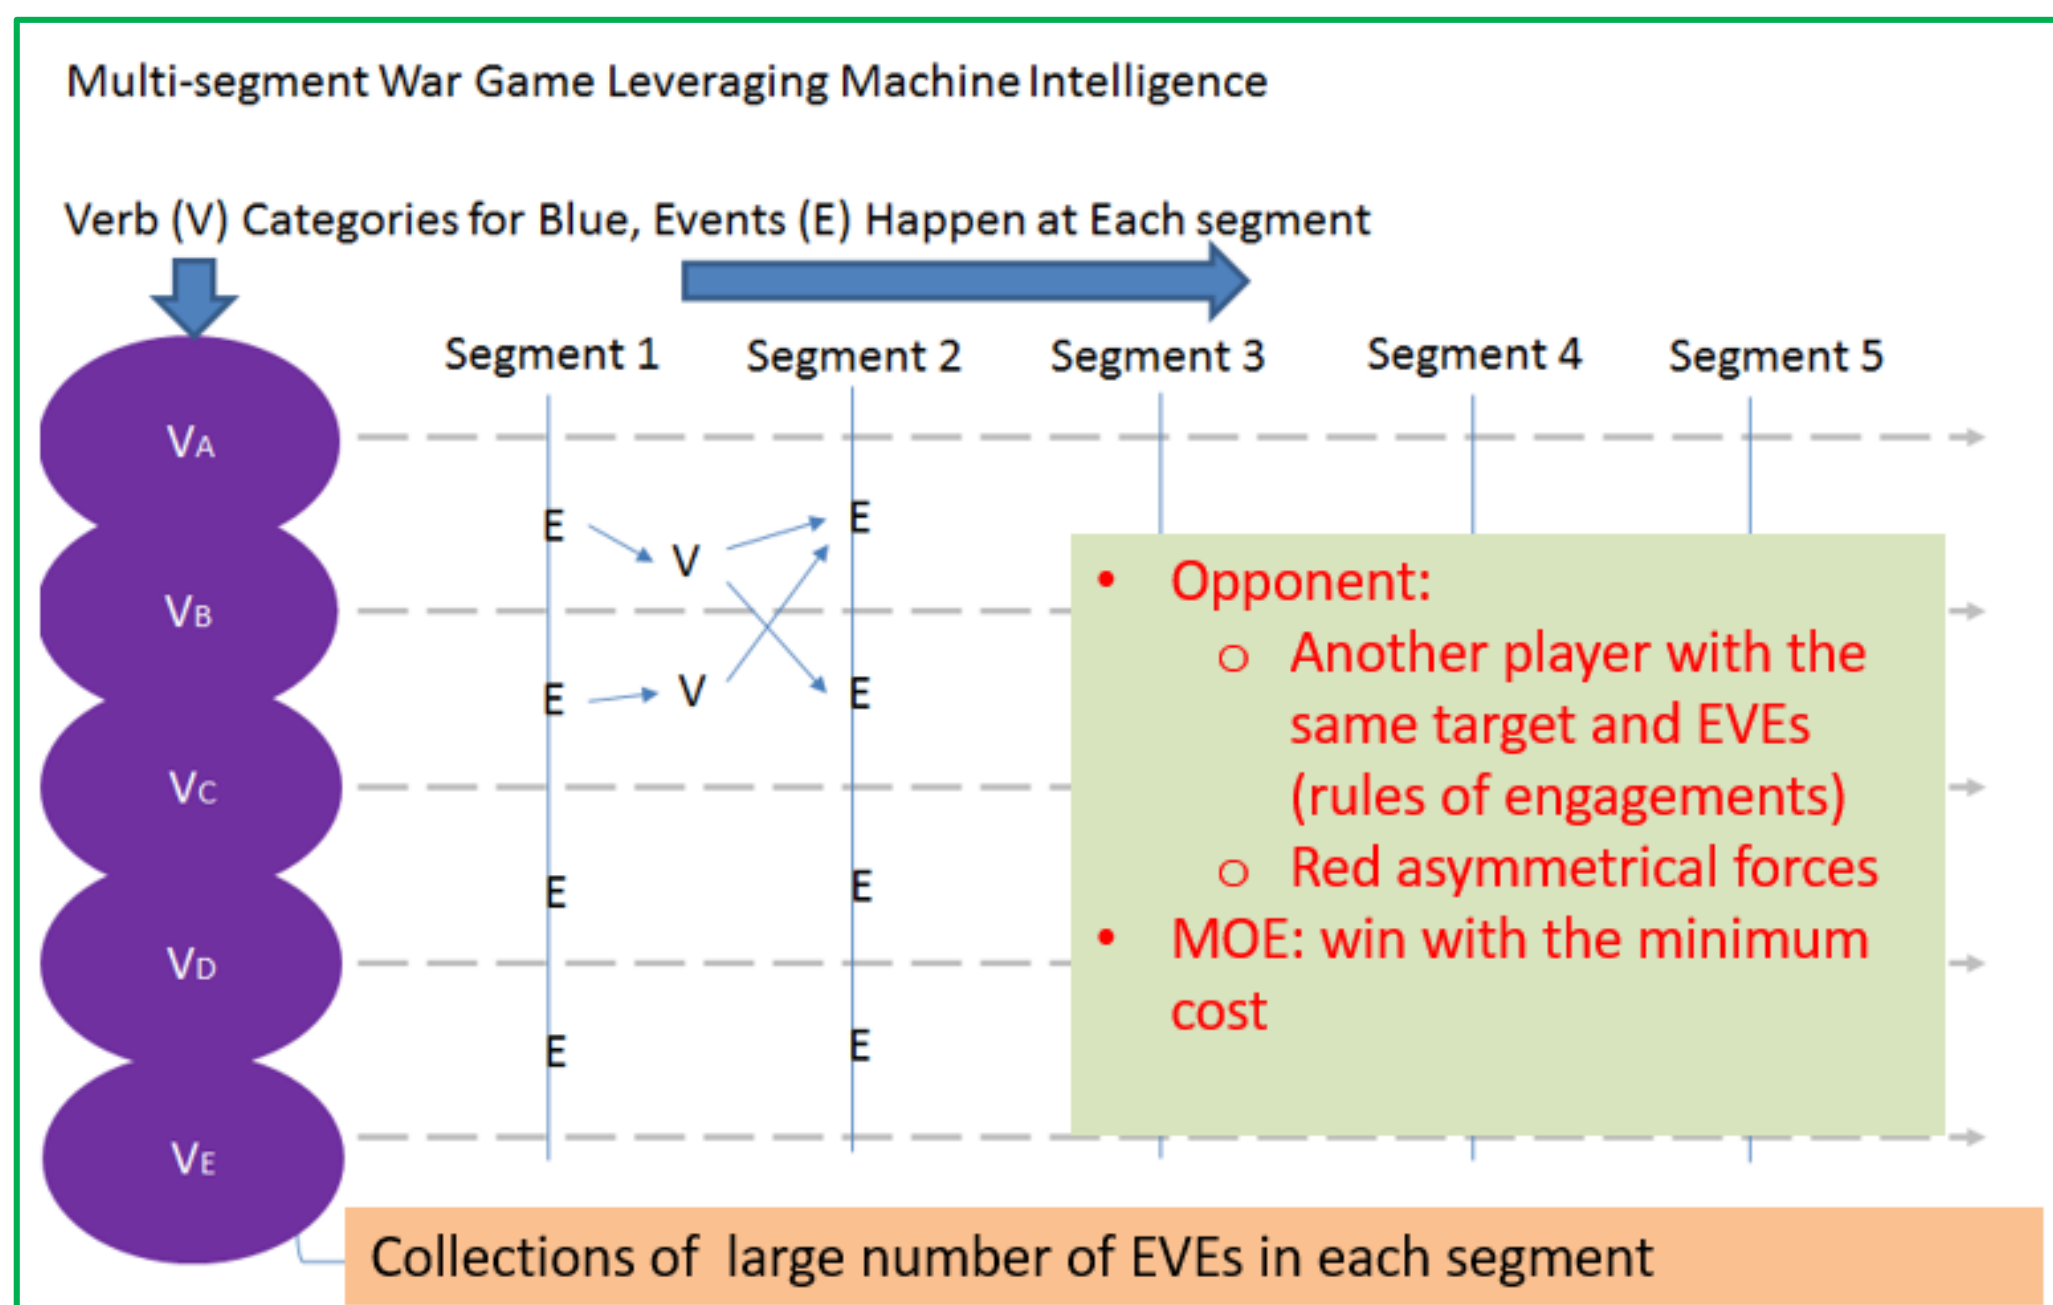 Multi-segment War Game Leveraging Machine Intelligence
Verb (V) Categories for Blue, Events (E) Happen at Each segment
Segment 1 Segment 2 Segment 3 Segment 4 Segment 5
VA
E E
V
VB
E V E
VC
E E
VD
E E
VE
• Opponent:
o Another player with the
same target and EVEs
(rules of engagements)
o Red asymmetrical forces
• MOE: win with the minimum
cost
Collections of large number of EVEs in each segment